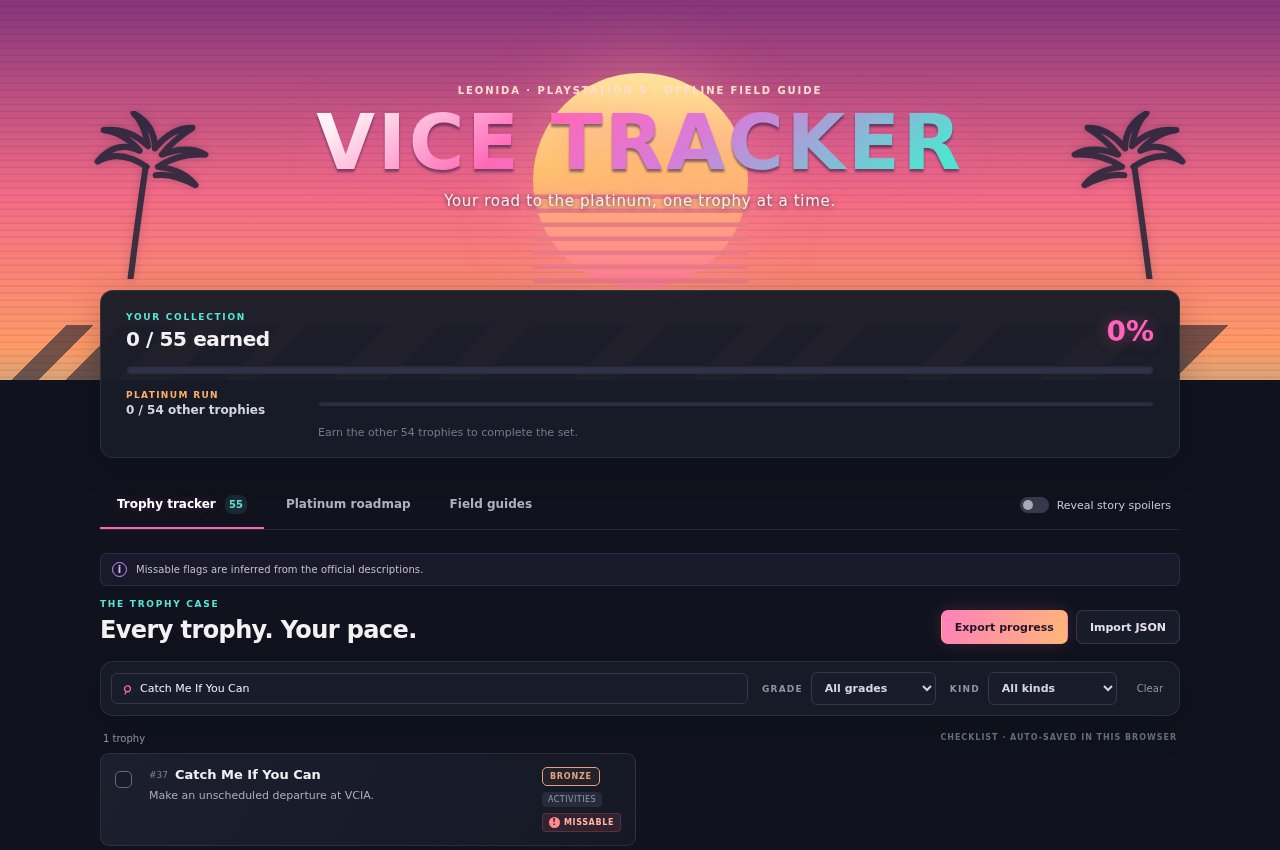 LEONIDA · PLAYSTATION 5 · OFFLINE FIELD GUIDE
VICE TRACKER
Your road to the platinum, one trophy at a time.
YOUR COLLECTION
0 / 55 earned
0%
PLATINUM RUN
0 / 54 other trophies
Earn the other 54 trophies to complete the set.
Trophy tracker 55
Platinum roadmap
Field guides
Reveal story spoilers
Missable flags are inferred from the official descriptions.
THE TROPHY CASE
Every trophy. Your pace.
Export progress
Import JSON
Catch Me If You Can
GRADE
All grades
KIND
All kinds
Clear
1 trophy
CHECKLIST · AUTO-SAVED IN THIS BROWSER
#37 Catch Me If You Can
Make an unscheduled departure at VCIA.
BRONZE
ACTIVITIES
! MISSABLE